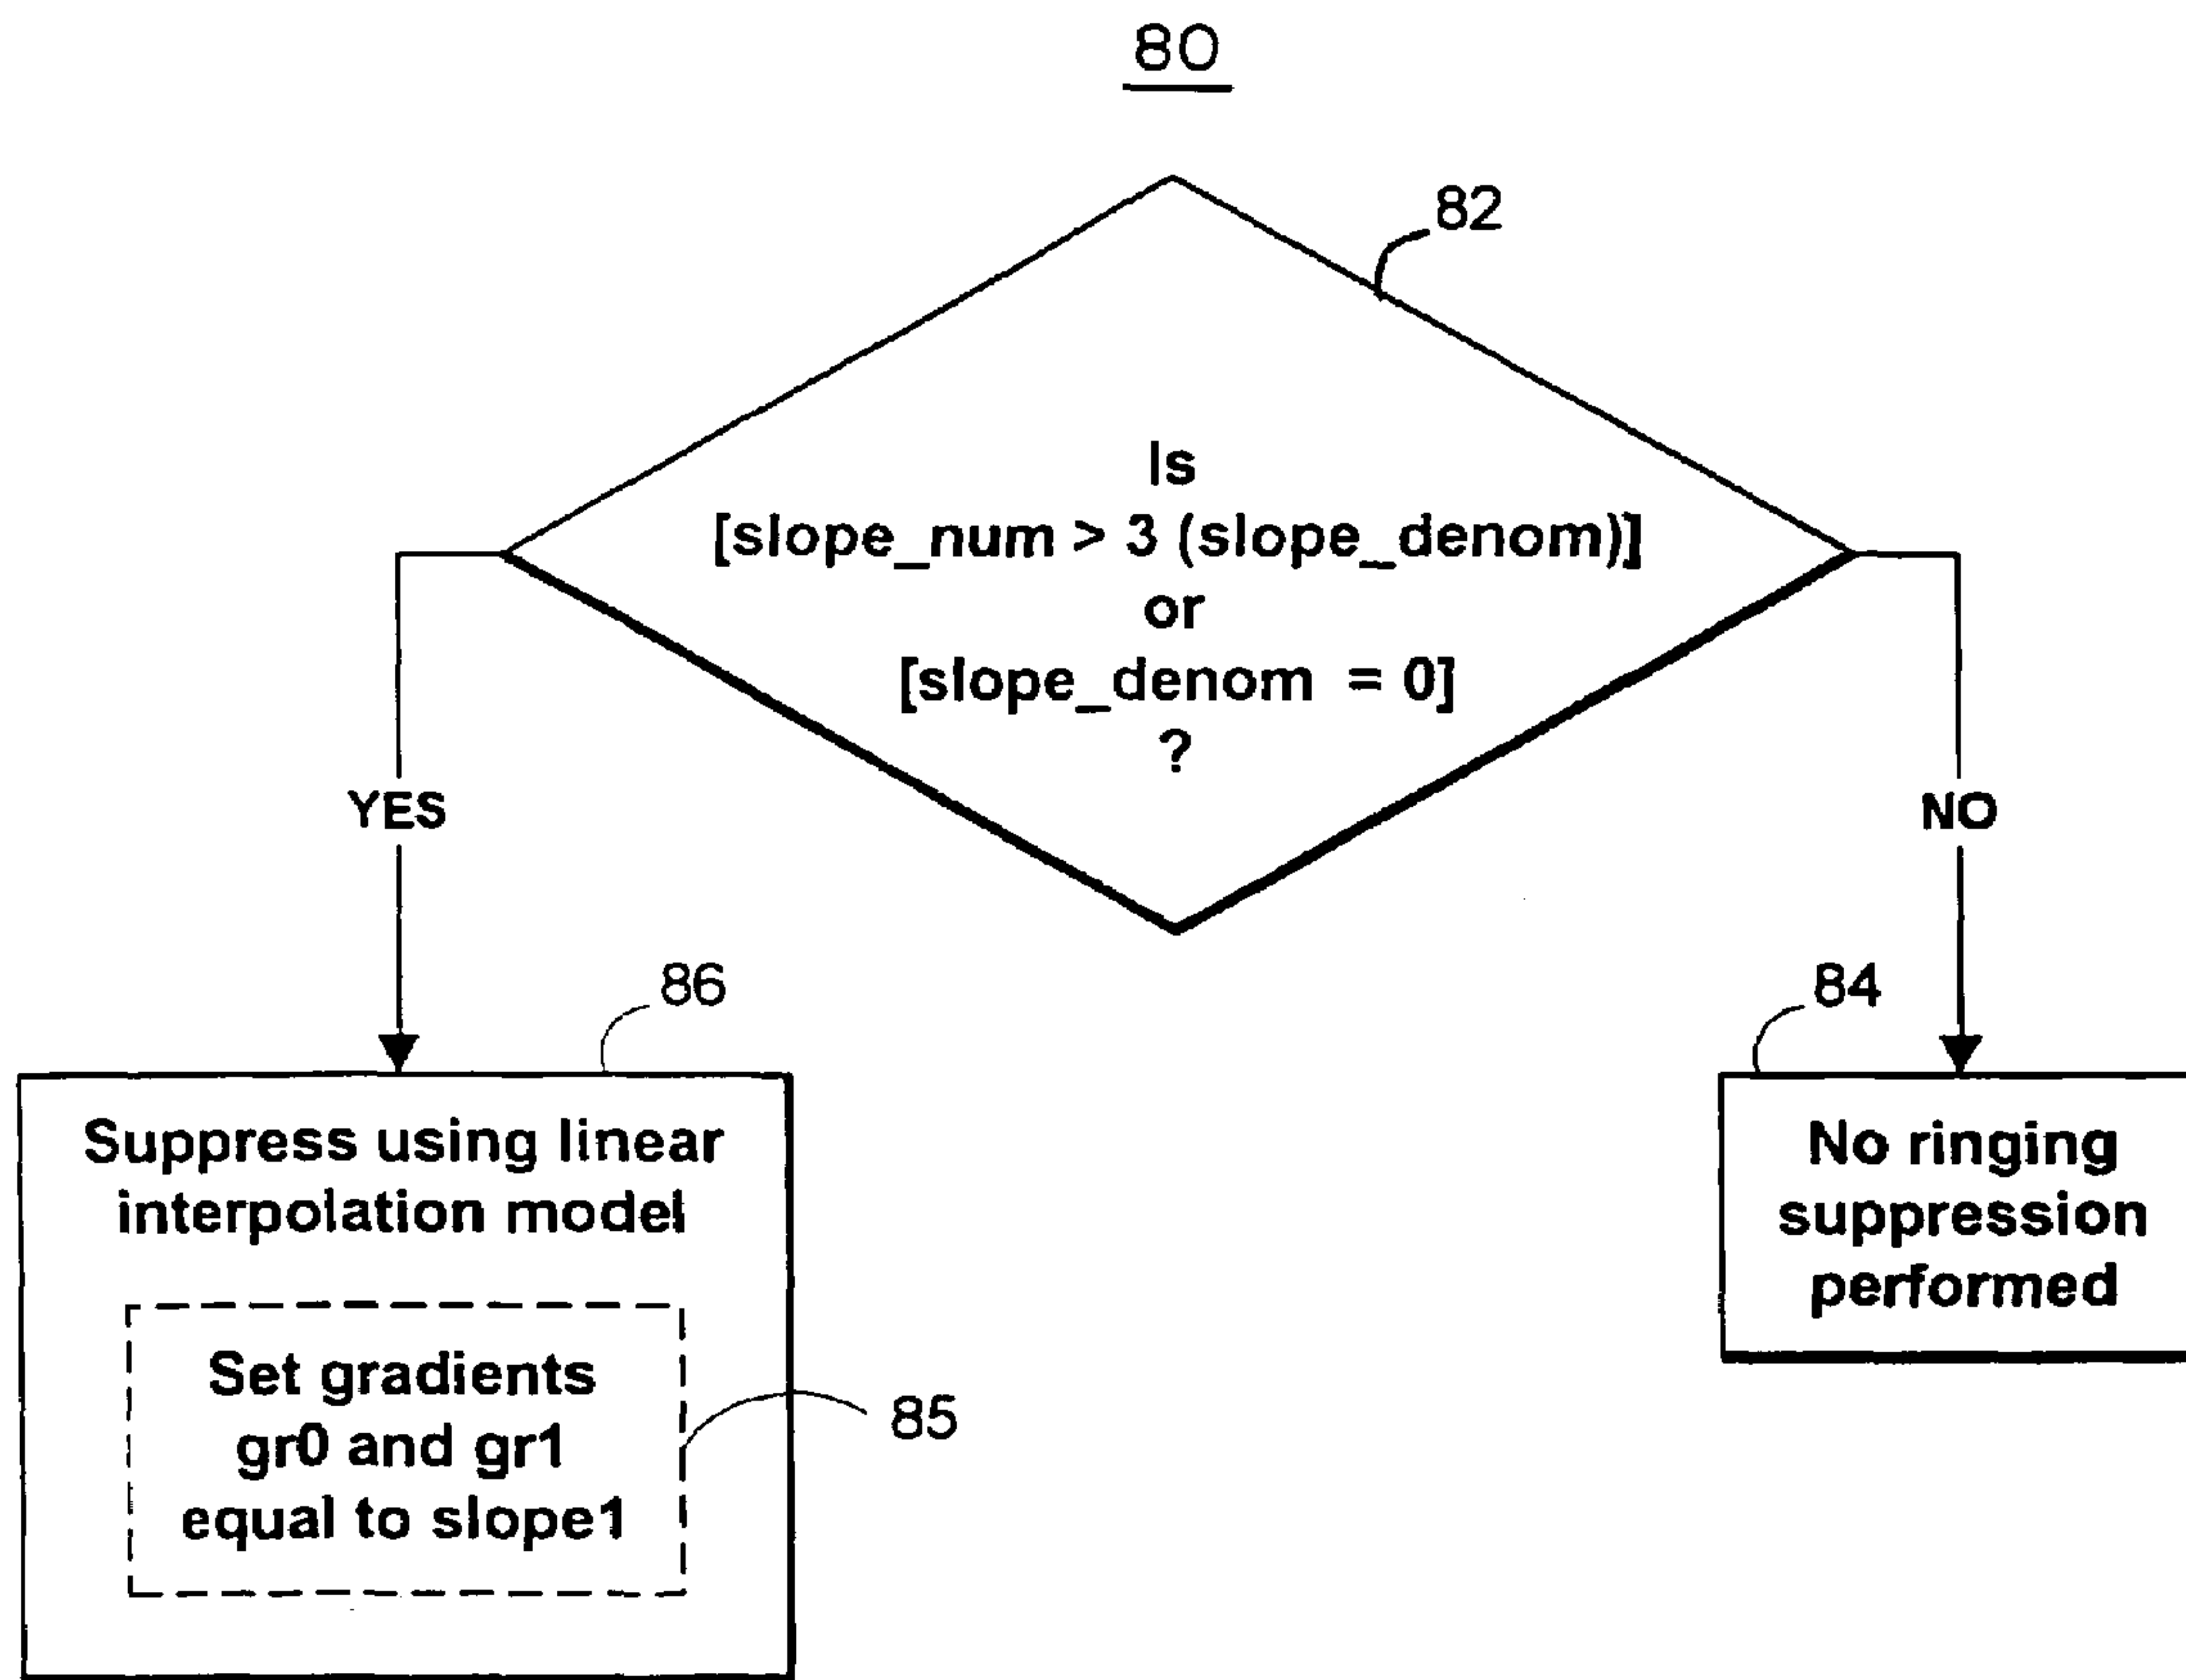 80
82
Is
[slope_num > 3 (slope_denom)]
or
[slope_denom = 0]
?
YES
NO
86
84
Suppress using linear
interpolation model
Set gradients
gr0 and gr1
equal to slope1
85
No ringing
suppression
performed